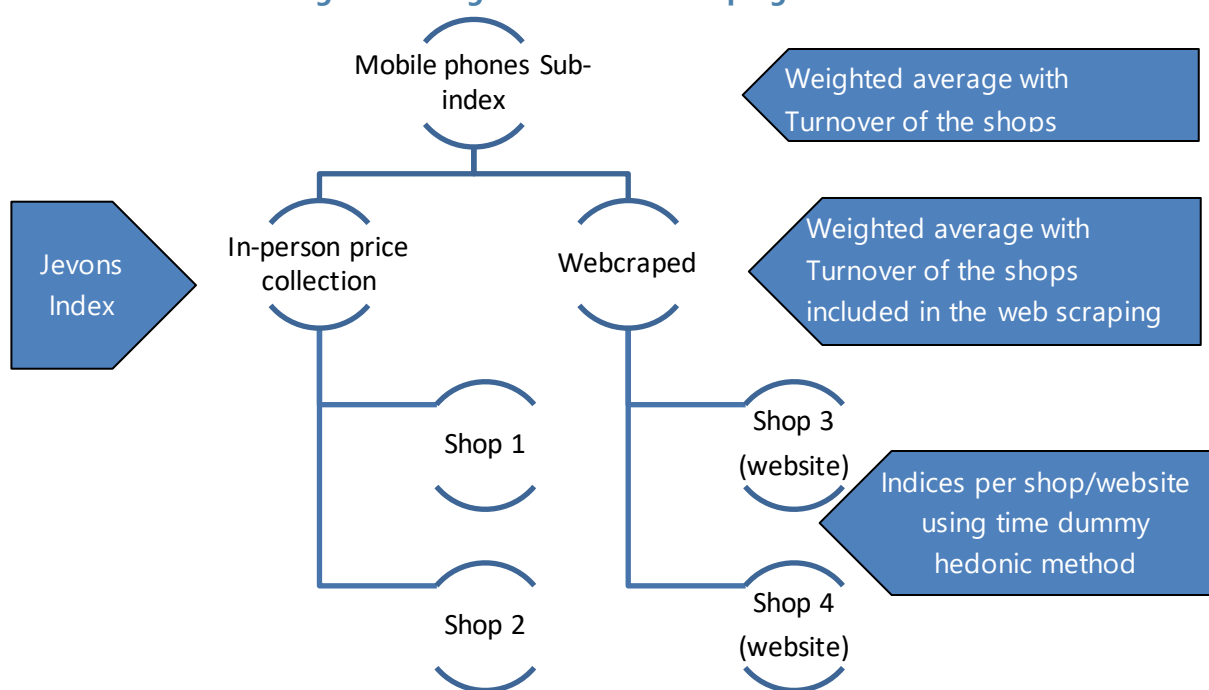 Mobile phones Sub-
index
Weighted average with
Turnover of the shops
Jevons
Index
In-person price
collection
Webcraped
Weighted average with
Turnover of the shops
included in the web scraping
Shop 1
Shop 3
(website)
Indices per shop/website
using time dummy
hedonic method
Shop 2
Shop 4
(website)